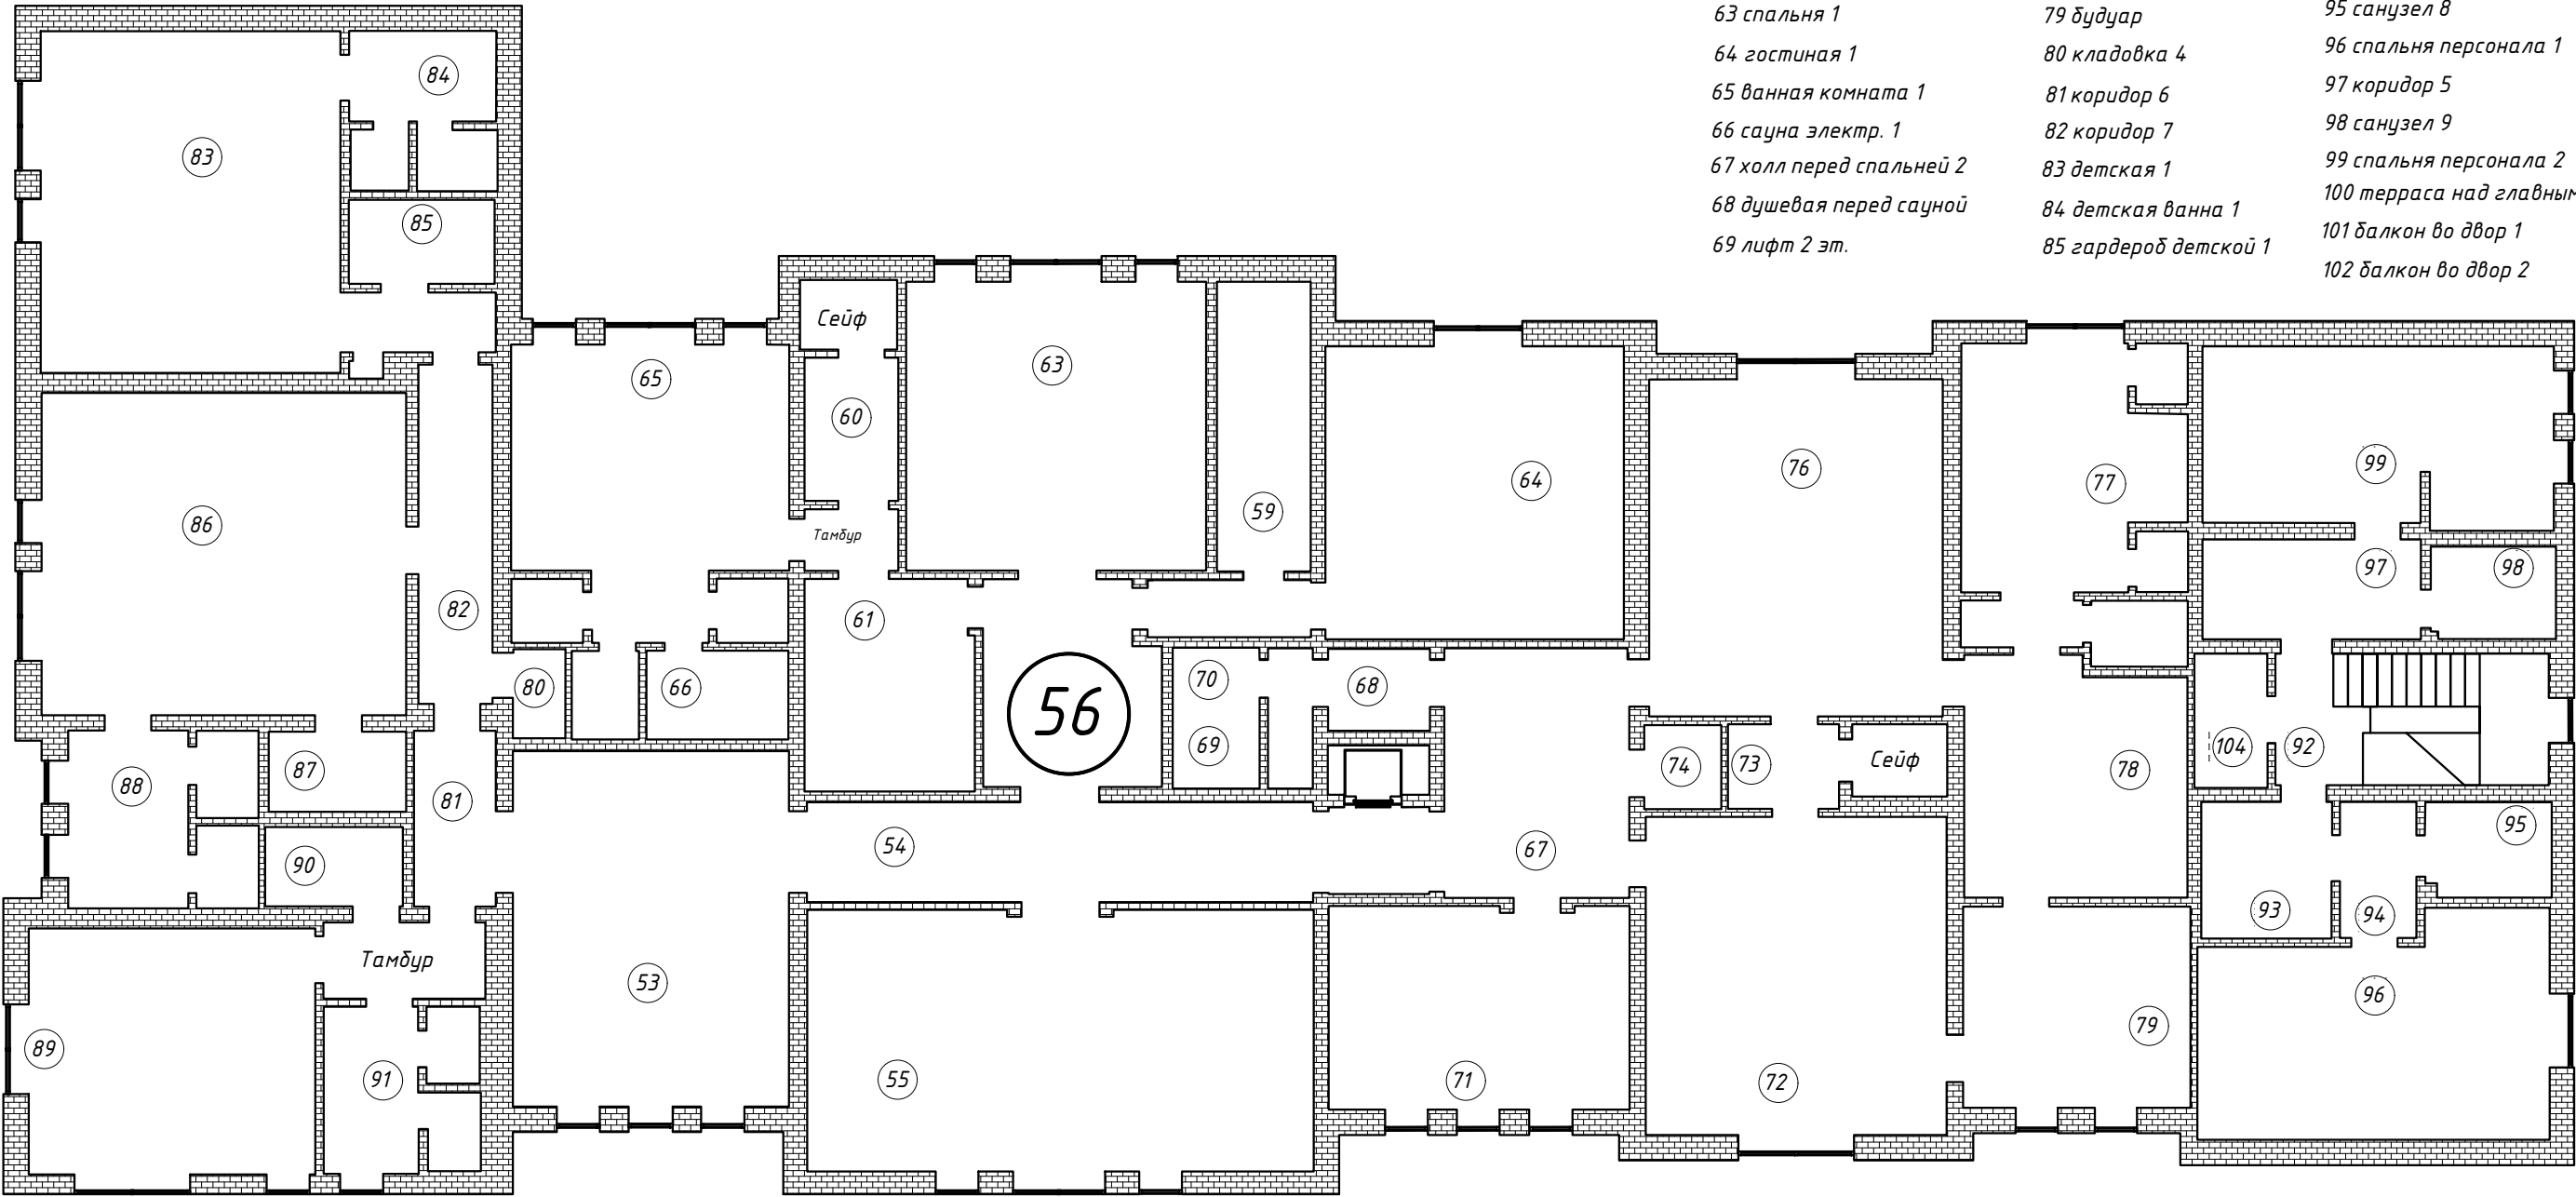 63 спальня 1
64 гостиная 1
65 ванная комната 1
66 сауна электр. 1
67 холл перед спальней 2
68 душевая перед сауной
69 лифт 2 эт.
79 будуар
80 кладовка 4
81 коридор 6
82 коридор 7
83 детская 1
84 детская ванна 1
85 гардероб детской 1
95 санузел 8
96 спальня персонала 1
97 коридор 5
98 санузел 9
99 спальня персонала 2
100 терраса над главным
101 балкон во двор 1
102 балкон во двор 2
84
83
85
Сейф
63
65
60
64
76
99
77
59
86
Тамбур
97
98
82
61
80
66
70
68
56
69
104
92
74
73
Сейф
78
87
88
81
95
54
67
90
93
94
Тамбур
53
96
79
89
91
55
71
72